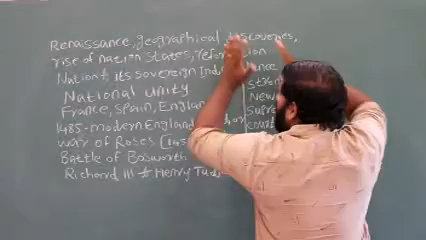 Renaissance, geographical discoveries,
rise of nation states, reformation
Nation↑, its sovereign Independence
National unity
France, Spain, England
1485-modern England
War of Roses (145
Battle of Bosworth
Richard III # Henry Tud